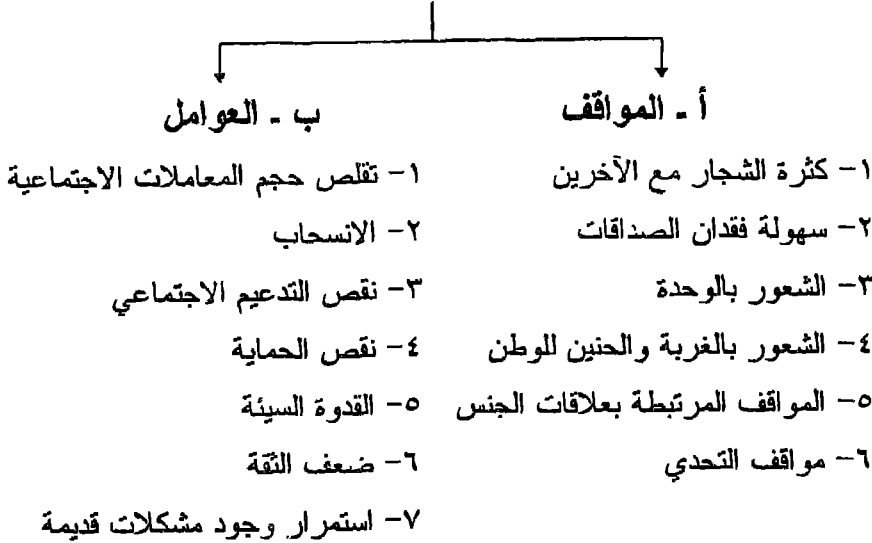 أ ـ المواقف
١- كثرة الشجار مع الآخرين
٢- سهولة فقدان الصداقات
٣- الشعور بالوحدة
٤- الشعور بالغربة والحنين للوطن
٥- المواقف المرتبطة بعلاقات الجنس
٦- مواقف التحدي
ب ـ العوامل
١- تقلص حجم المعاملات الاجتماعية
٢- الانسحاب
٣- نقص التدعيم الاجتماعي
٤- نقص الحماية
٥- القدوة السيئة
٦- ضعف الثقة
٧- استمرار وجود مشكلات قديمة